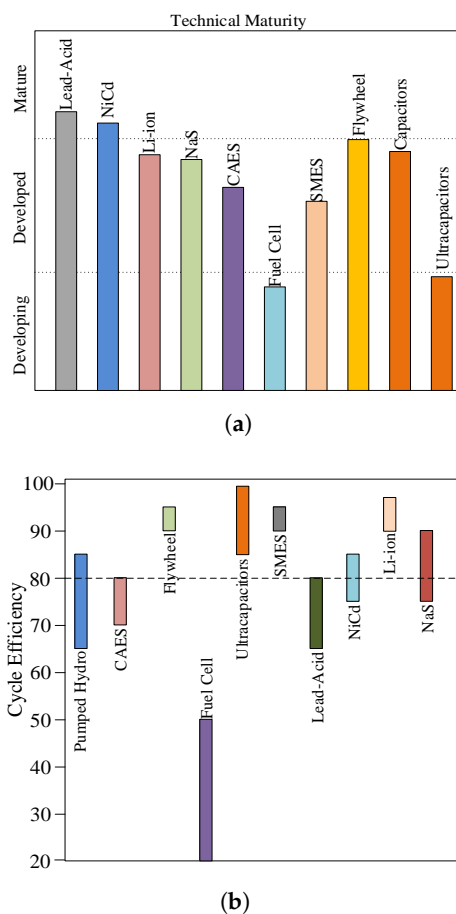 Technical Maturity
Mature
Developed
Developing
Lead-Acid
NiCd
Li-ion
NaS
CAES
Fuel Cell
SMES
Flywheel
Capacitors
Ultracapacitors
(a)
Cycle Efficiency
100
90
80
70
60
50
40
30
20
Pumped Hydro
CAES
Flywheel
Fuel Cell
Ultracapacitors
SMES
Lead-Acid
NiCd
Li-ion
NaS
(b)